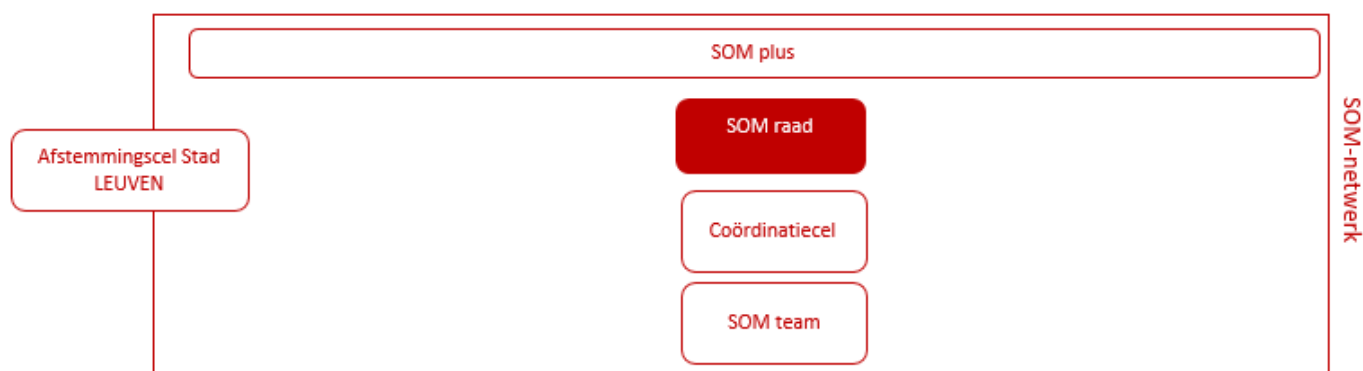 SOM plus
SOM raad
Afstemmingscel Stad
LEUVEN
Coördinatiecel
SOM team
SOM-netwerk